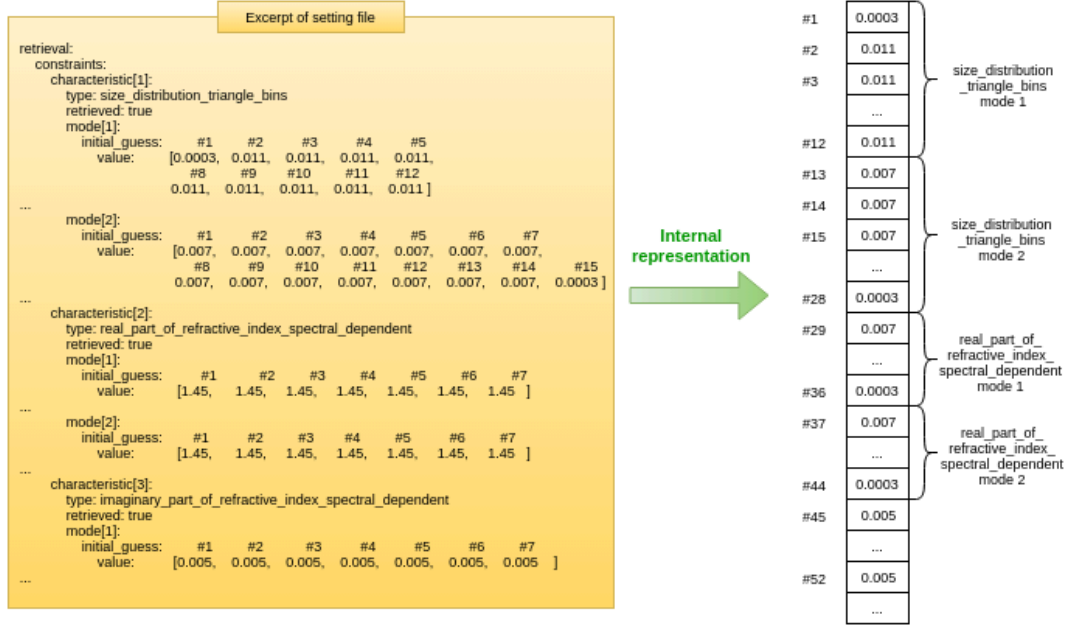 Excerpt of setting file
retrieval:
constraints:
characteristic[1]:
type: size_distribution_triangle_bins
retrieved: true
mode[1]:
initial_guess: #1 #2 #3 #4 #5
value: [0.0003, 0.011, 0.011, 0.011, 0.011,
#8 #9 #10 #11 #12
0.011, 0.011, 0.011, 0.011, 0.011 ]
...
mode[2]:
initial_guess: #1 #2 #3 #4 #5 #6 #7
value: [0.007, 0.007, 0.007, 0.007, 0.007, 0.007, 0.007,
#8 #9 #10 #11 #12 #13 #14 #15
0.007, 0.007, 0.007, 0.007, 0.007, 0.007, 0.007, 0.0003 ]
...
characteristic[2]:
type: real_part_of_refractive_index_spectral_dependent
retrieved: true
mode[1]:
initial_guess: #1 #2 #3 #4 #5 #6 #7
value: [1.45, 1.45, 1.45, 1.45, 1.45, 1.45, 1.45 ]
...
mode[2]:
initial_guess: #1 #2 #3 #4 #5 #6 #7
value: [1.45, 1.45, 1.45, 1.45, 1.45, 1.45, 1.45 ]
...
characteristic[3]:
type: imaginary_part_of_refractive_index_spectral_dependent
retrieved: true
mode[1]:
initial_guess: #1 #2 #3 #4 #5 #6 #7
value: [0.005, 0.005, 0.005, 0.005, 0.005, 0.005, 0.005 ]
...
Internal
representation
#1 0.0003
#2 0.011
#3 0.011
...
#12 0.011
size_distribution
_triangle_bins
mode 1
#13 0.007
#14 0.007
#15 0.007
...
#28 0.0003
size_distribution
_triangle_bins
mode 2
#29 0.007
...
#36 0.0003
real_part_of_
refractive_index_
spectral_dependent
mode 1
#37 0.007
...
#44 0.0003
real_part_of_
refractive_index_
spectral_dependent
mode 2
#45 0.005
...
#52 0.005
...